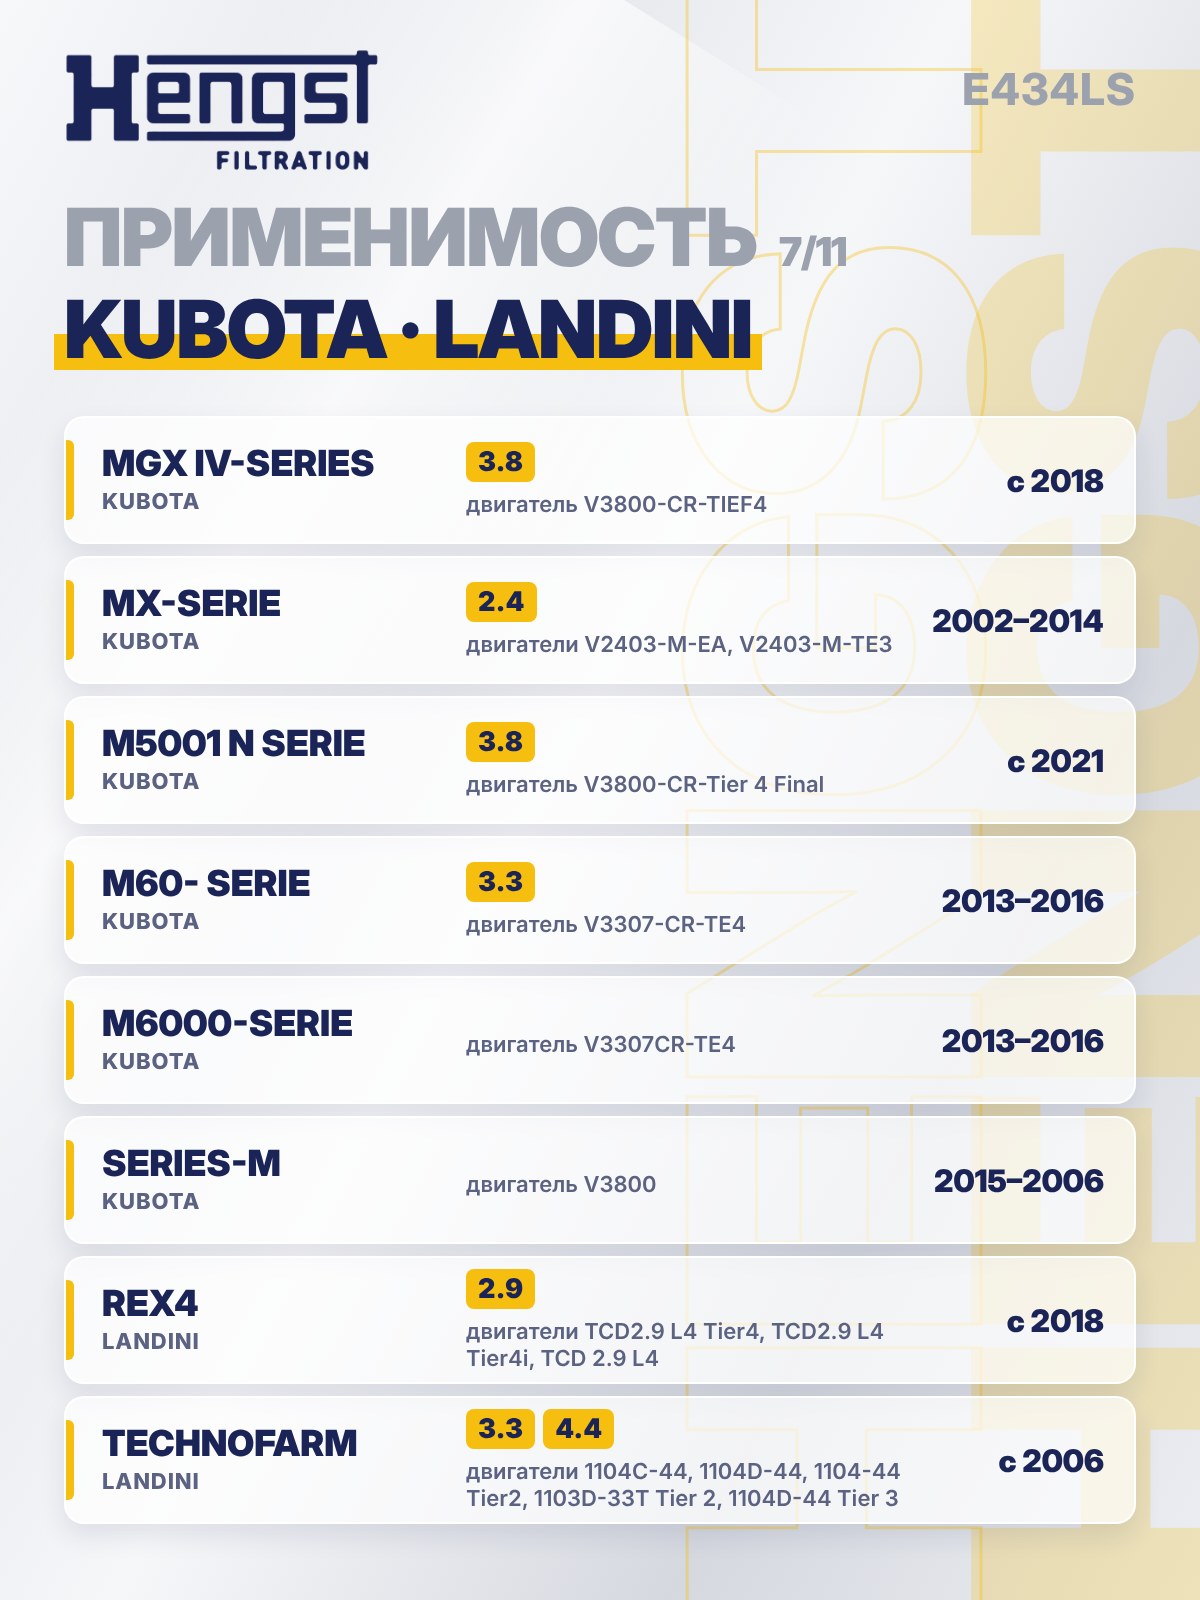 Hengst
FILTRATION
E434LS
ПРИМЕНИМОСТЬ 7/11
KUBOTA · LANDINI
MGX IV-SERIES
KUBOTA
3.8
двигатель V3800-CR-TIEF4
с 2018
MX-SERIE
KUBOTA
2.4
двигатели V2403-M-EA, V2403-M-TE3
2002–2014
M5001 N SERIE
KUBOTA
3.8
двигатель V3800-CR-Tier 4 Final
с 2021
M60- SERIE
KUBOTA
3.3
двигатель V3307-CR-TE4
2013–2016
M6000-SERIE
KUBOTA
двигатель V3307CR-TE4
2013–2016
SERIES-M
KUBOTA
двигатель V3800
2015–2006
REX4
LANDINI
2.9
двигатели TCD2.9 L4 Tier4, TCD2.9 L4
Tier4i, TCD 2.9 L4
с 2018
TECHNOFARM
LANDINI
3.3 4.4
двигатели 1104C-44, 1104D-44, 1104-44
Tier2, 1103D-33T Tier 2, 1104D-44 Tier 3
с 2006
HENGST
HENGST